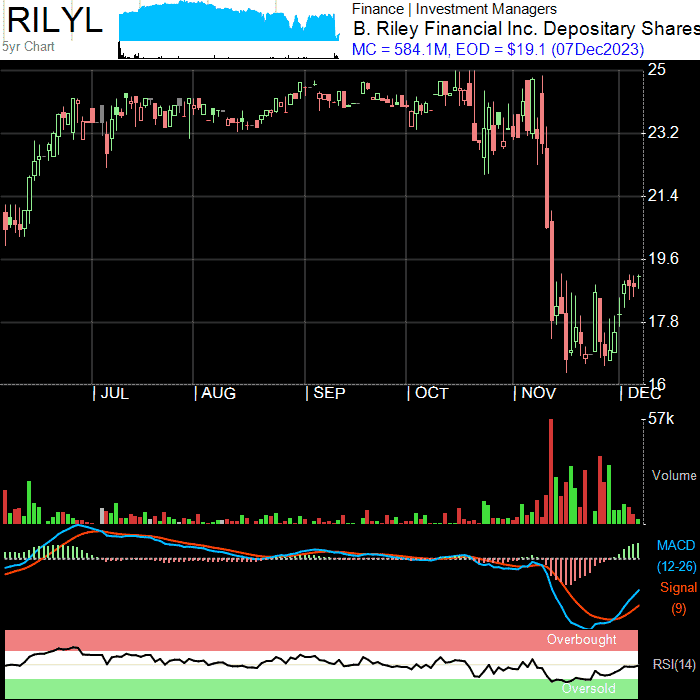 RILYL
5yr Chart
Finance | Investment Managers
B. Riley Financial Inc. Depositary Shares
MC = 584.1M, EOD = $19.1 (07Dec2023)
25
23.2
21.4
19.6
17.8
16
JUL AUG SEP OCT NOV DEC
57k
Volume
MACD
(12-26)
Signal
(9)
Overbought
RSI(14)
Oversold